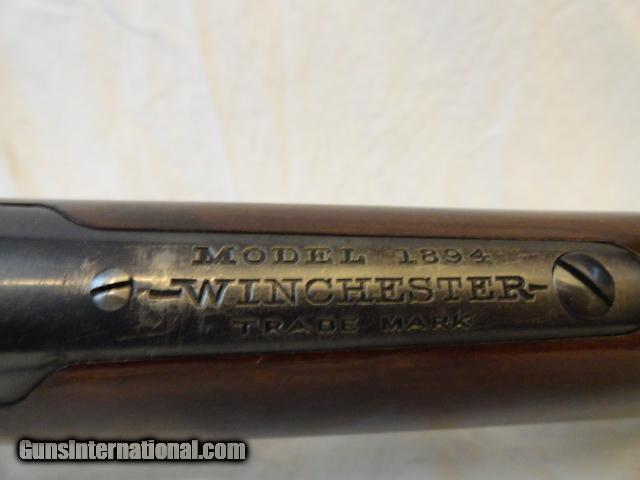 MODEL 1894
-WINCHESTER-
TRADE MARK
GunsInternational.com